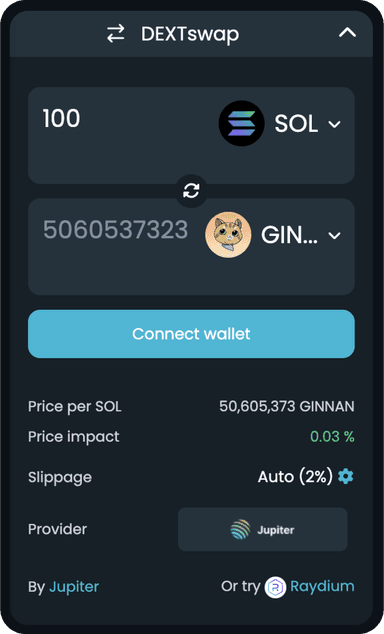 DEXTswap
100
SOL
5060537323
GIN...
Connect wallet
Price per SOL 50,605,373 GINNAN
Price impact 0.03 %
Slippage Auto (2%)
Provider Jupiter
By Jupiter Or try Raydium